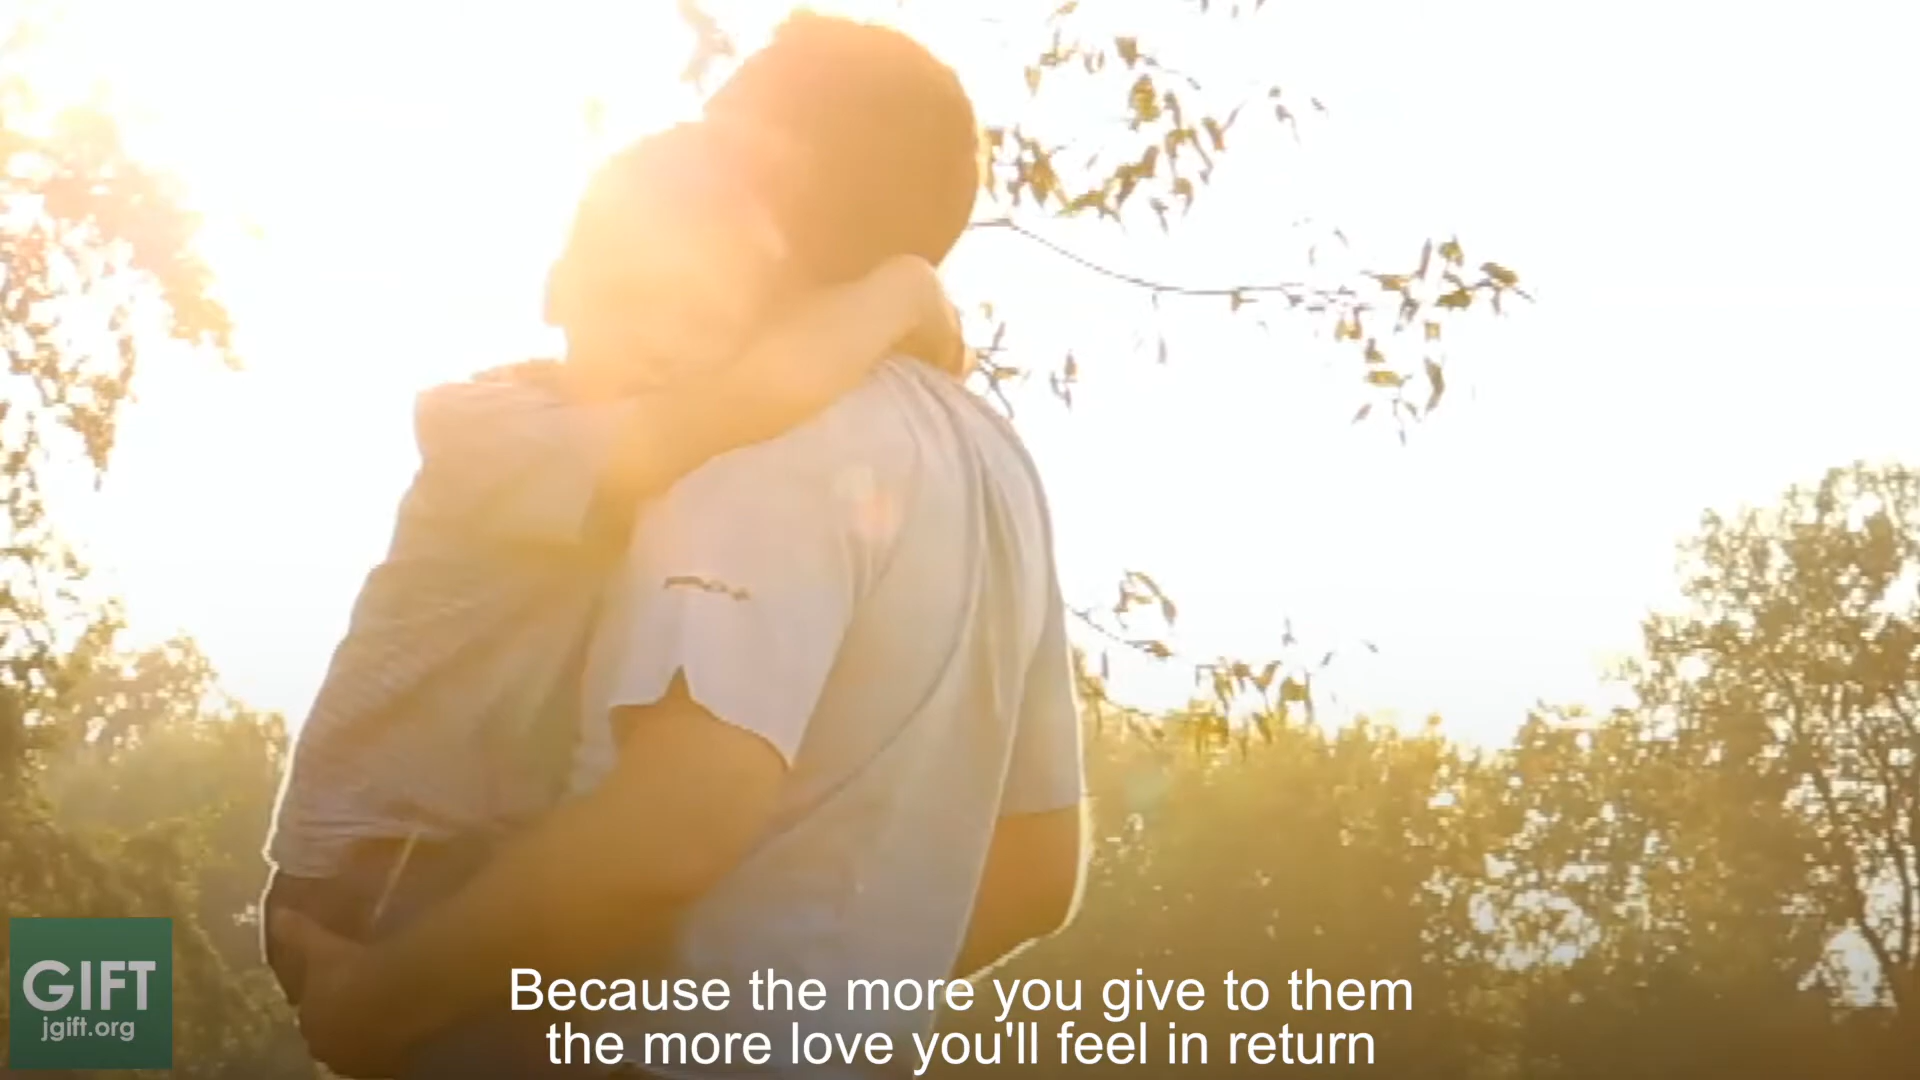 GIFT
jgift.org
Because the more you give to them
the more love you'll feel in return